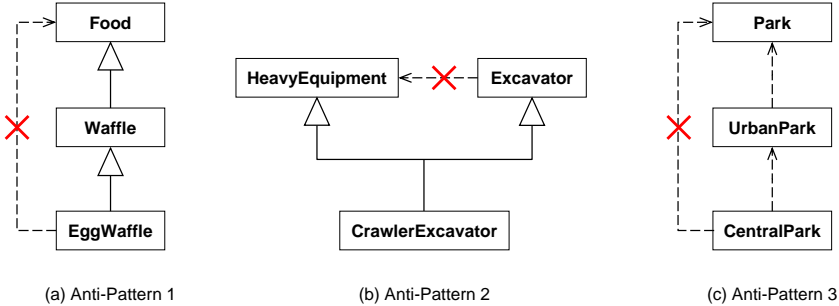 Food
Waffle
EggWaffle
(a) Anti-Pattern 1
HeavyEquipment
Excavator
CrawlerExcavator
(b) Anti-Pattern 2
Park
UrbanPark
CentralPark
(c) Anti-Pattern 3